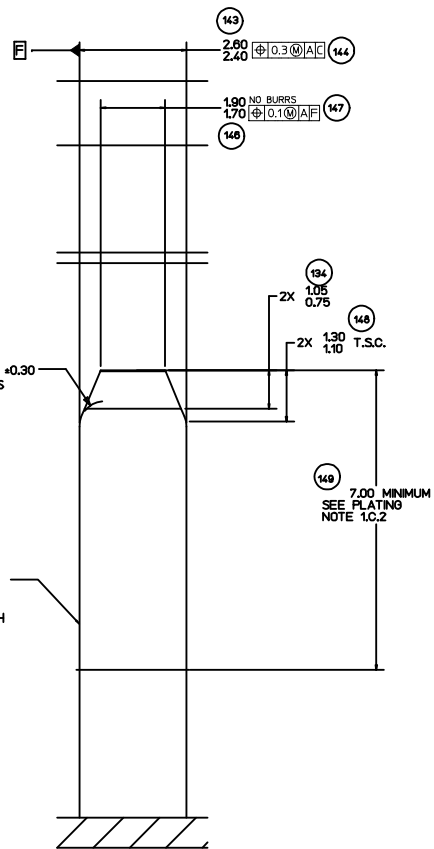 143
F
2.60
2.40 ⌖ 0.3 Ⓜ A C 144
1.90 NO BURRS
1.70 ⌖ 0.1 Ⓜ A F 147
146
134
2X 1.05
0.75
148
2X 1.30 T.S.C.
1.10
±0.30
S
149
7.00 MINIMUM
SEE PLATING
NOTE 1.C.2
H